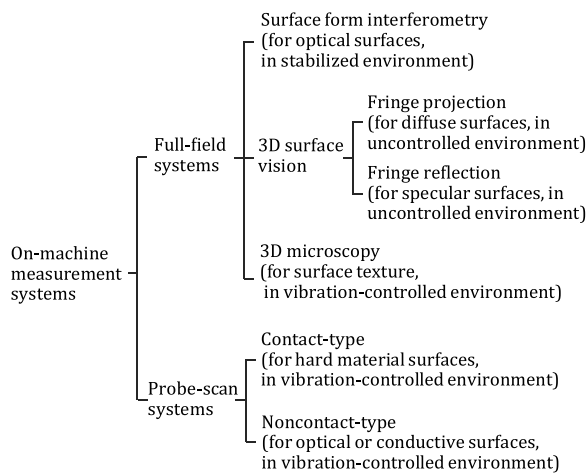 Surface form interferometry
(for optical surfaces,
in stabilized environment)
Fringe projection
(for diffuse surfaces, in
uncontrolled environment)
Full-field
systems
3D surface
vision
Fringe reflection
(for specular surfaces, in
uncontrolled environment)
On-machine
measurement
systems
3D microscopy
(for surface texture,
in vibration-controlled environment)
Contact-type
(for hard material surfaces,
in vibration-controlled environment)
Probe-scan
systems
Noncontact-type
(for optical or conductive surfaces,
in vibration-controlled environment)